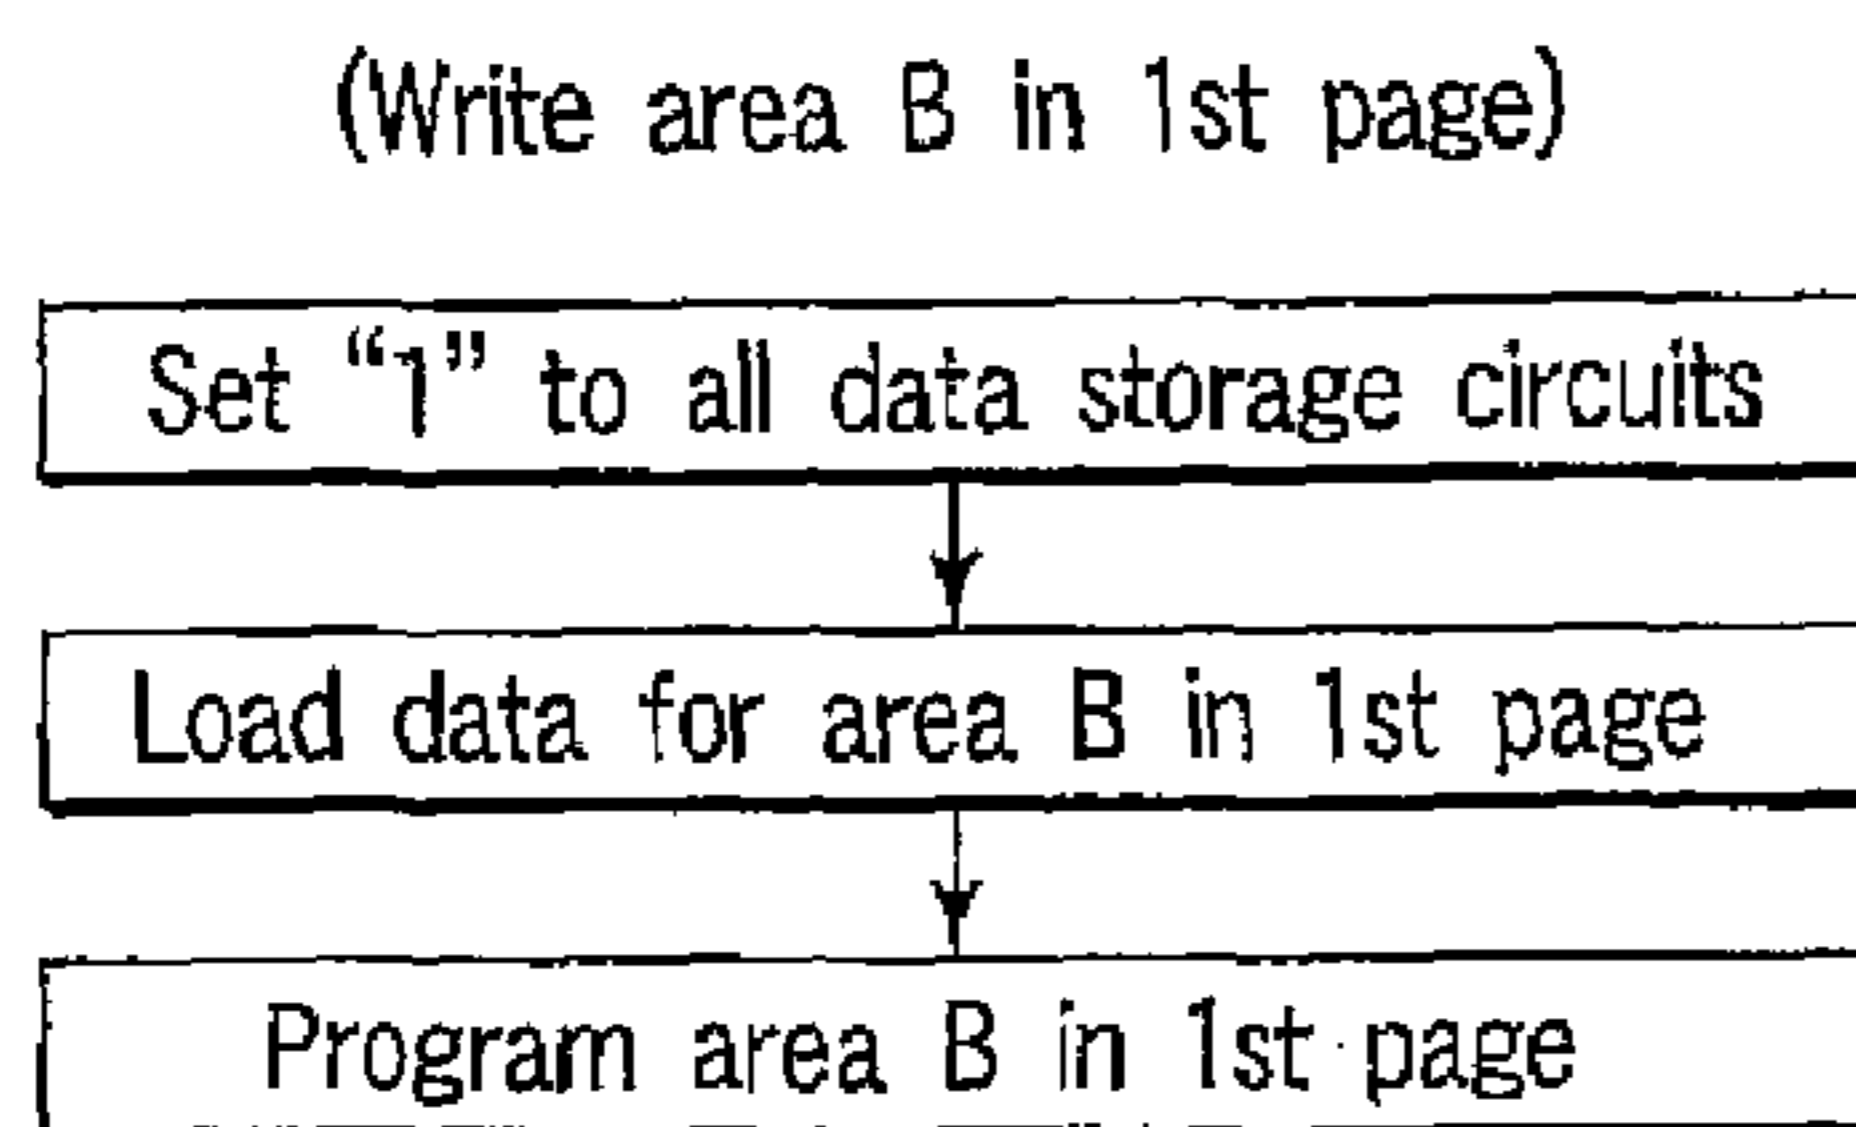 (Write area B in 1st page)
Set “1” to all data storage circuits
Load data for area B in 1st page
Program area B in 1st page